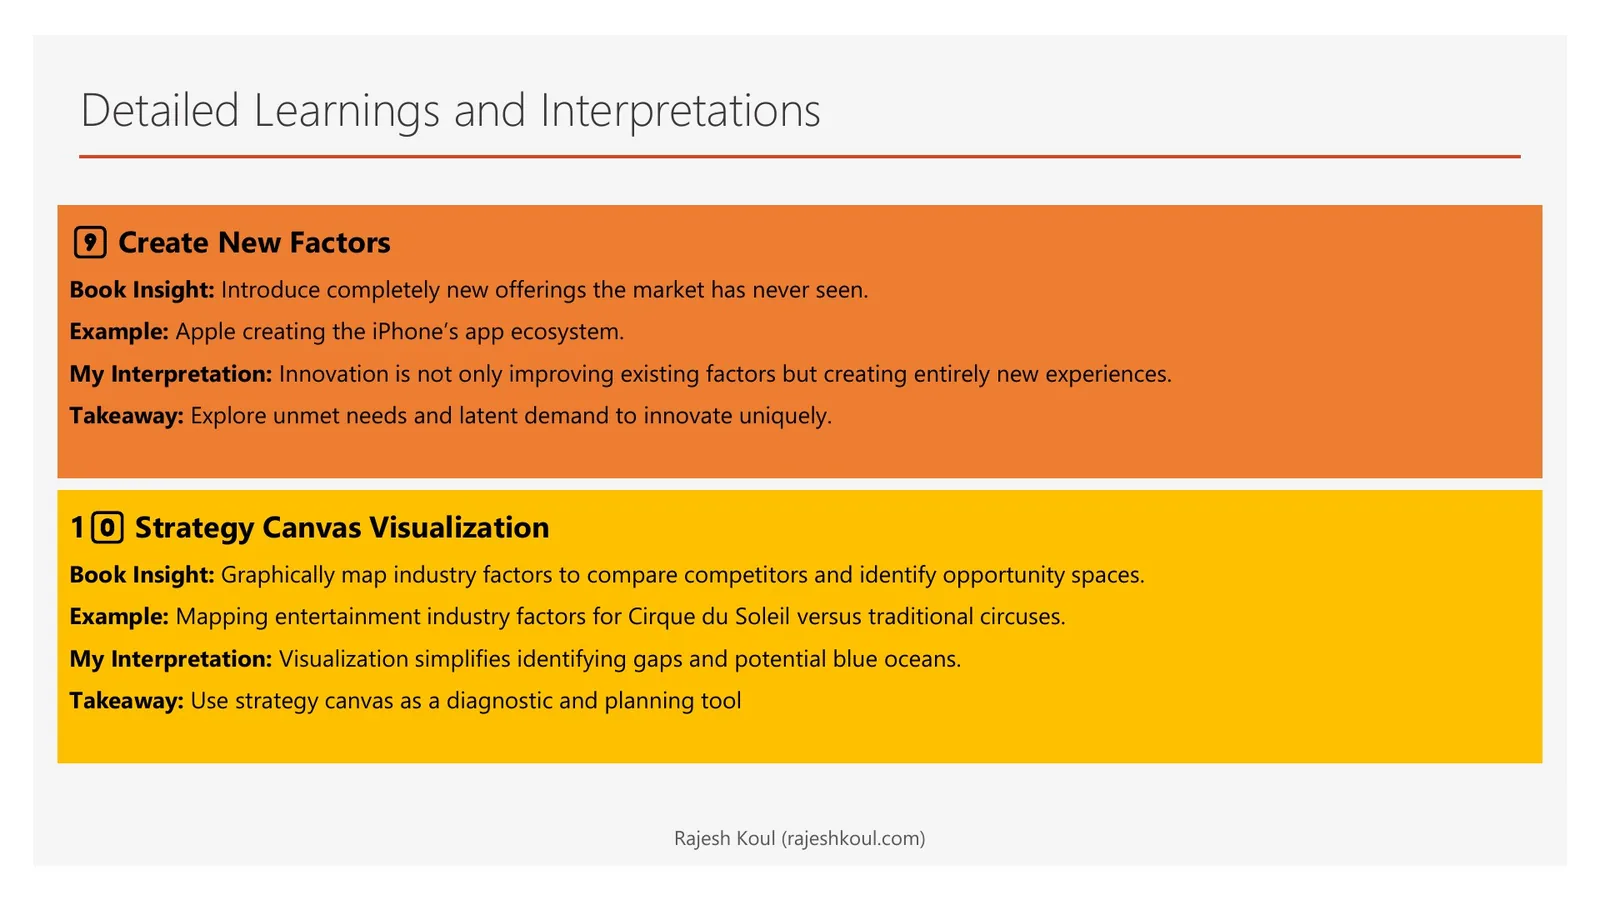 Detailed Learnings and Interpretations
9 Create New Factors
Book Insight: Introduce completely new offerings the market has never seen.
Example: Apple creating the iPhone’s app ecosystem.
My Interpretation: Innovation is not only improving existing factors but creating entirely new experiences.
Takeaway: Explore unmet needs and latent demand to innovate uniquely.
10 Strategy Canvas Visualization
Book Insight: Graphically map industry factors to compare competitors and identify opportunity spaces.
Example: Mapping entertainment industry factors for Cirque du Soleil versus traditional circuses.
My Interpretation: Visualization simplifies identifying gaps and potential blue oceans.
Takeaway: Use strategy canvas as a diagnostic and planning tool
Rajesh Koul (rajeshkoul.com)